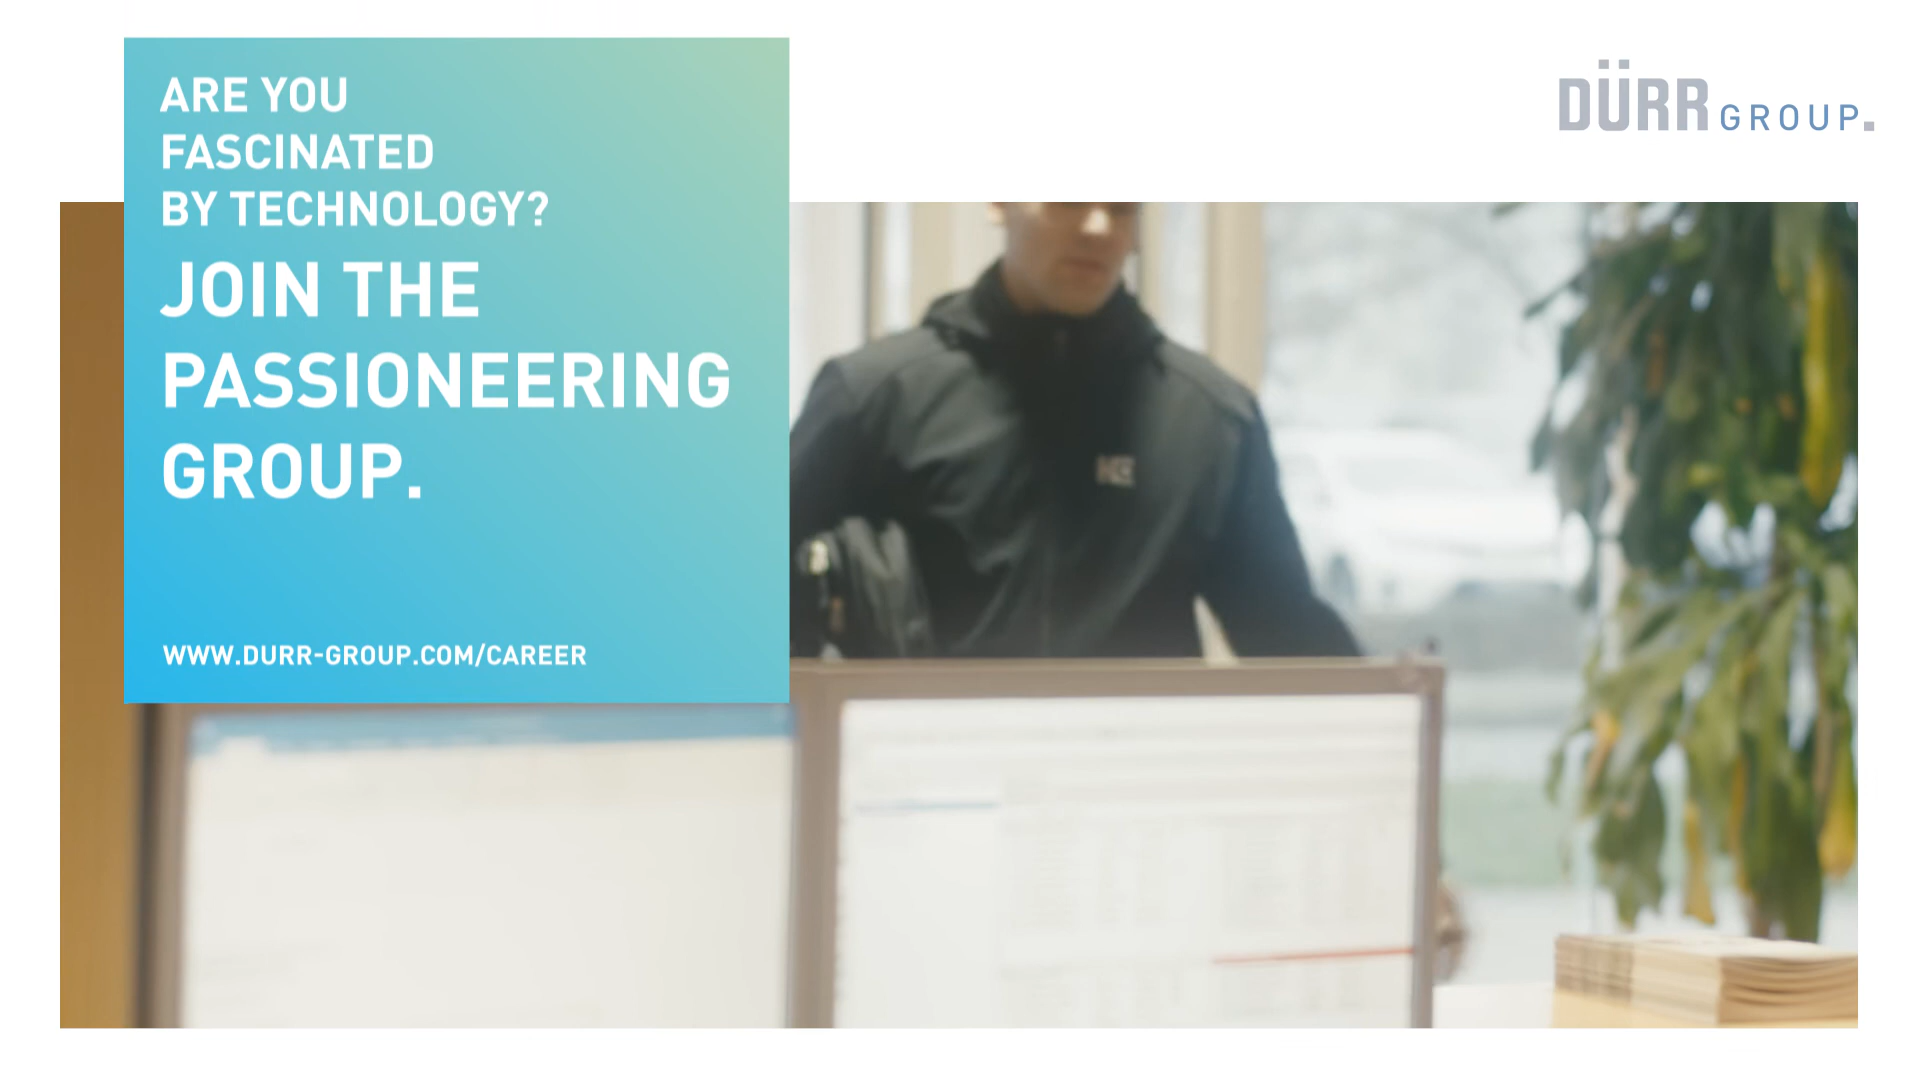 ARE YOU
FASCINATED
BY TECHNOLOGY?
JOIN THE
PASSIONEERING
GROUP.
WWW.DURR-GROUP.COM/CAREER
DÜRR GROUP.